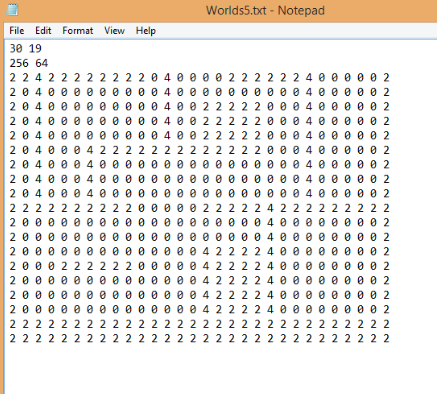 Worlds5.txt - Notepad
File Edit Format View Help
30 19
256 64
2 2 4 2 2 2 2 2 2 2 2 0 4 0 0 0 0 2 2 2 2 2 2 4 0 0 0 0 0 2
2 0 4 0 0 0 0 0 0 0 0 0 4 0 0 0 0 0 0 0 0 0 0 4 0 0 0 0 0 2
2 0 4 0 0 0 0 0 0 0 0 0 4 0 0 2 2 2 2 2 0 0 0 4 0 0 0 0 0 2
2 0 4 0 0 0 0 0 0 0 0 0 4 0 0 2 2 2 2 2 0 0 0 4 0 0 0 0 0 2
2 0 4 0 0 0 0 0 0 0 0 0 4 0 0 2 2 2 2 2 0 0 0 4 0 0 0 0 0 2
2 0 4 0 0 0 4 2 2 2 2 2 2 2 2 2 2 2 2 2 0 0 0 4 0 0 0 0 0 2
2 0 4 0 0 0 4 0 0 0 0 0 0 0 0 0 0 0 0 0 0 0 0 4 0 0 0 0 0 2
2 0 4 0 0 0 4 0 0 0 0 0 0 0 0 0 0 0 0 0 0 0 0 4 0 0 0 0 0 2
2 0 4 0 0 0 4 0 0 0 0 0 0 0 0 0 0 0 0 0 0 0 0 4 0 0 0 0 0 2
2 2 2 2 2 2 2 2 2 2 0 0 0 0 0 2 2 2 2 2 4 2 2 2 2 2 2 2 2 2
2 0 0 0 0 0 0 0 0 0 0 0 0 0 0 0 0 0 0 0 4 0 0 0 0 0 0 0 0 2
2 0 0 0 0 0 0 0 0 0 0 0 0 0 0 0 0 0 0 0 4 0 0 0 0 0 0 0 0 2
2 0 0 0 0 0 0 0 0 0 0 0 0 0 0 4 2 2 2 2 4 0 0 0 0 0 0 0 0 2
2 0 0 0 2 2 2 2 2 2 0 0 0 0 0 4 2 2 2 2 4 0 0 0 0 0 0 0 0 2
2 0 0 0 0 0 0 0 0 0 0 0 0 0 0 4 2 2 2 2 4 0 0 0 0 0 0 0 0 2
2 0 0 0 0 0 0 0 0 0 0 0 0 0 0 4 2 2 2 2 4 0 0 0 0 0 0 0 0 2
2 0 0 0 0 0 0 0 0 0 0 0 0 0 0 4 2 2 2 2 4 0 0 0 0 0 0 0 0 2
2 2 2 2 2 2 2 2 2 2 2 2 2 2 2 2 2 2 2 2 2 2 2 2 2 2 2 2 2 2
2 2 2 2 2 2 2 2 2 2 2 2 2 2 2 2 2 2 2 2 2 2 2 2 2 2 2 2 2 2